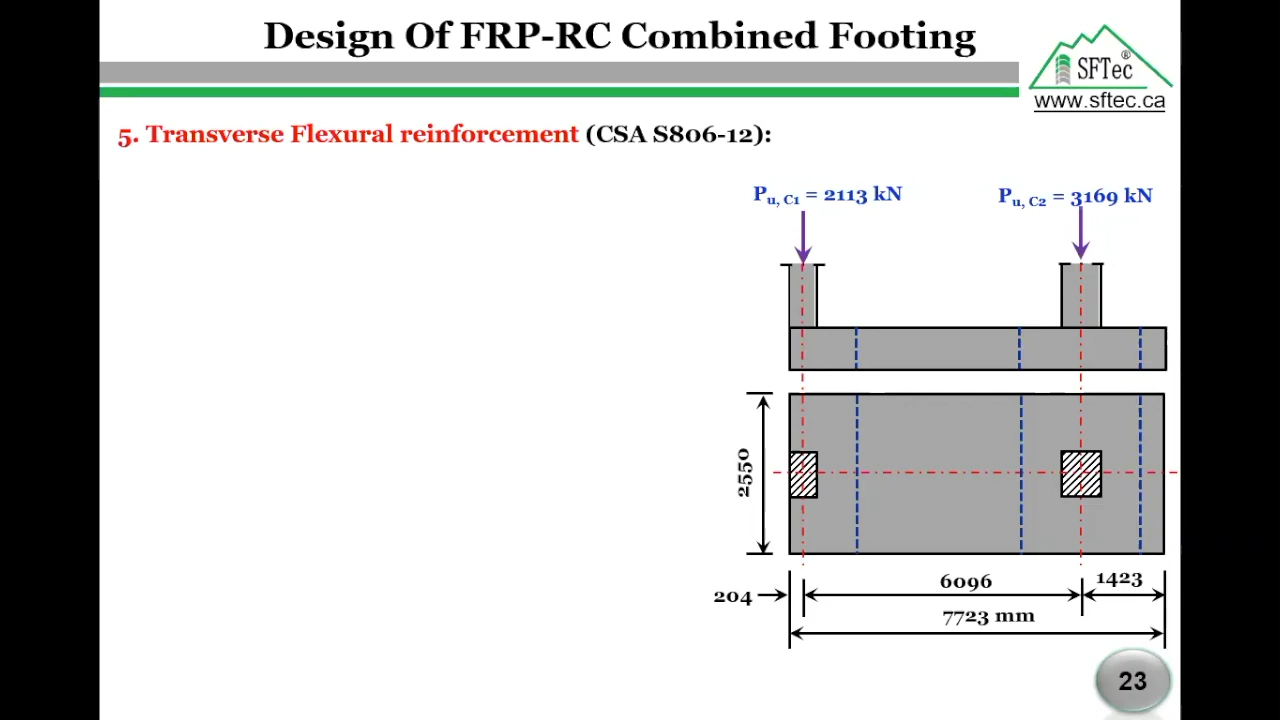 Design Of FRP-RC Combined Footing
SFTec®
www.sftec.ca
5. Transverse Flexural reinforcement (CSA S806-12):
Pu, C1 = 2113 kN
Pu, C2 = 3169 kN
2550
204
6096
1423
7723 mm
23